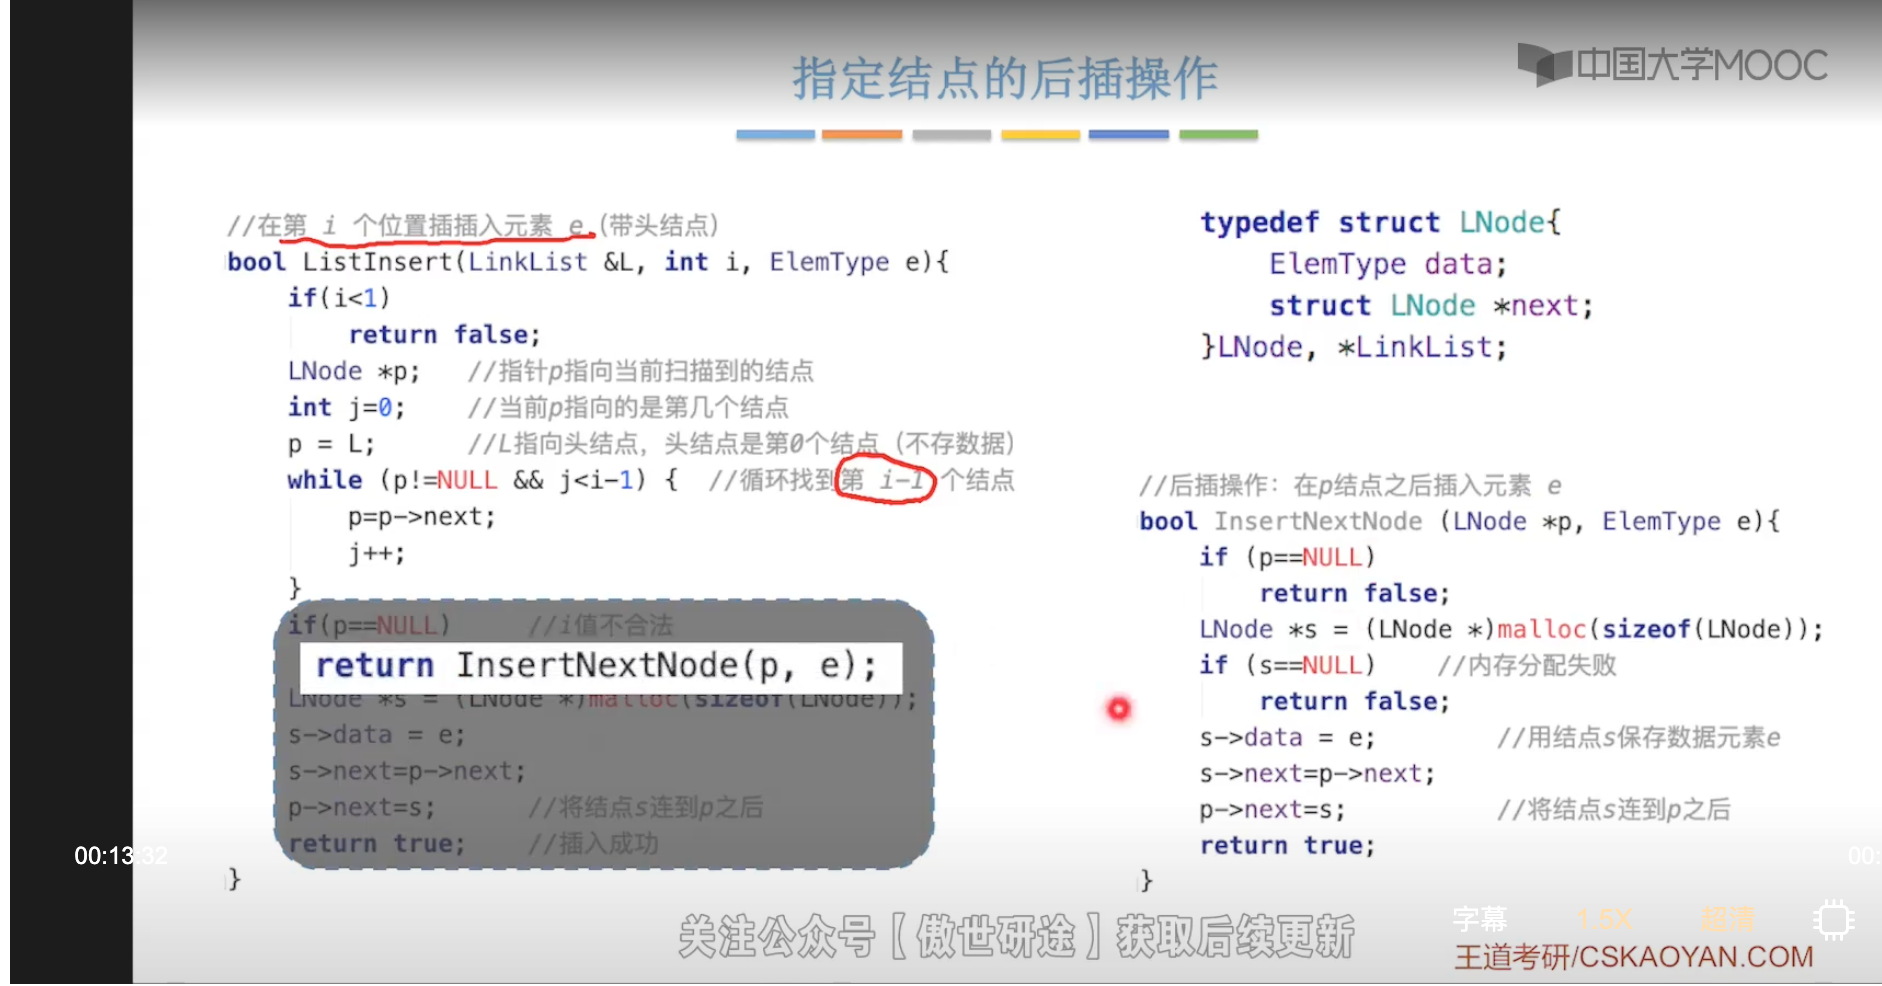 指定结点的后插操作
中国大学MOOC
//在第 i 个位置插插入元素 e (带头结点)
bool ListInsert(LinkList &L, int i, ElemType e){
if(i<1)
return false;
LNode *p; //指针p指向当前扫描到的结点
int j=0; //当前p指向的是第几个结点
p = L; //L指向头结点，头结点是第0个结点（不存数据）
while (p!=NULL && j<i-1) { //循环找到第 i-1 个结点
p=p->next;
j++;
}
if(p==NULL) //i值不合法
return InsertNextNode(p, e);
LNode *s = (LNode *)malloc(sizeof(LNode));
s->data = e;
s->next=p->next;
p->next=s; //将结点s连到p之后
return true; //插入成功
}
typedef struct LNode{
ElemType data;
struct LNode *next;
}LNode, *LinkList;
//后插操作：在p结点之后插入元素 e
bool InsertNextNode (LNode *p, ElemType e){
if (p==NULL)
return false;
LNode *s = (LNode *)malloc(sizeof(LNode));
if (s==NULL) //内存分配失败
return false;
s->data = e; //用结点s保存数据元素e
s->next=p->next;
p->next=s; //将结点s连到p之后
return true;
}
00:13:32
00:
关注公众号【傲世研途】获取后续更新
字幕 1.5X 超清
王道考研/CSKAOYAN.COM